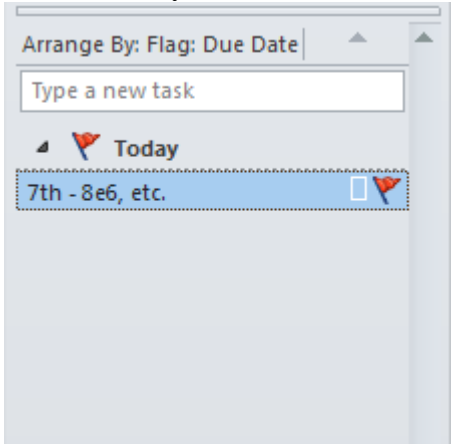 Arrange By: Flag: Due Date
Type a new task
Today
7th - 8e6, etc.